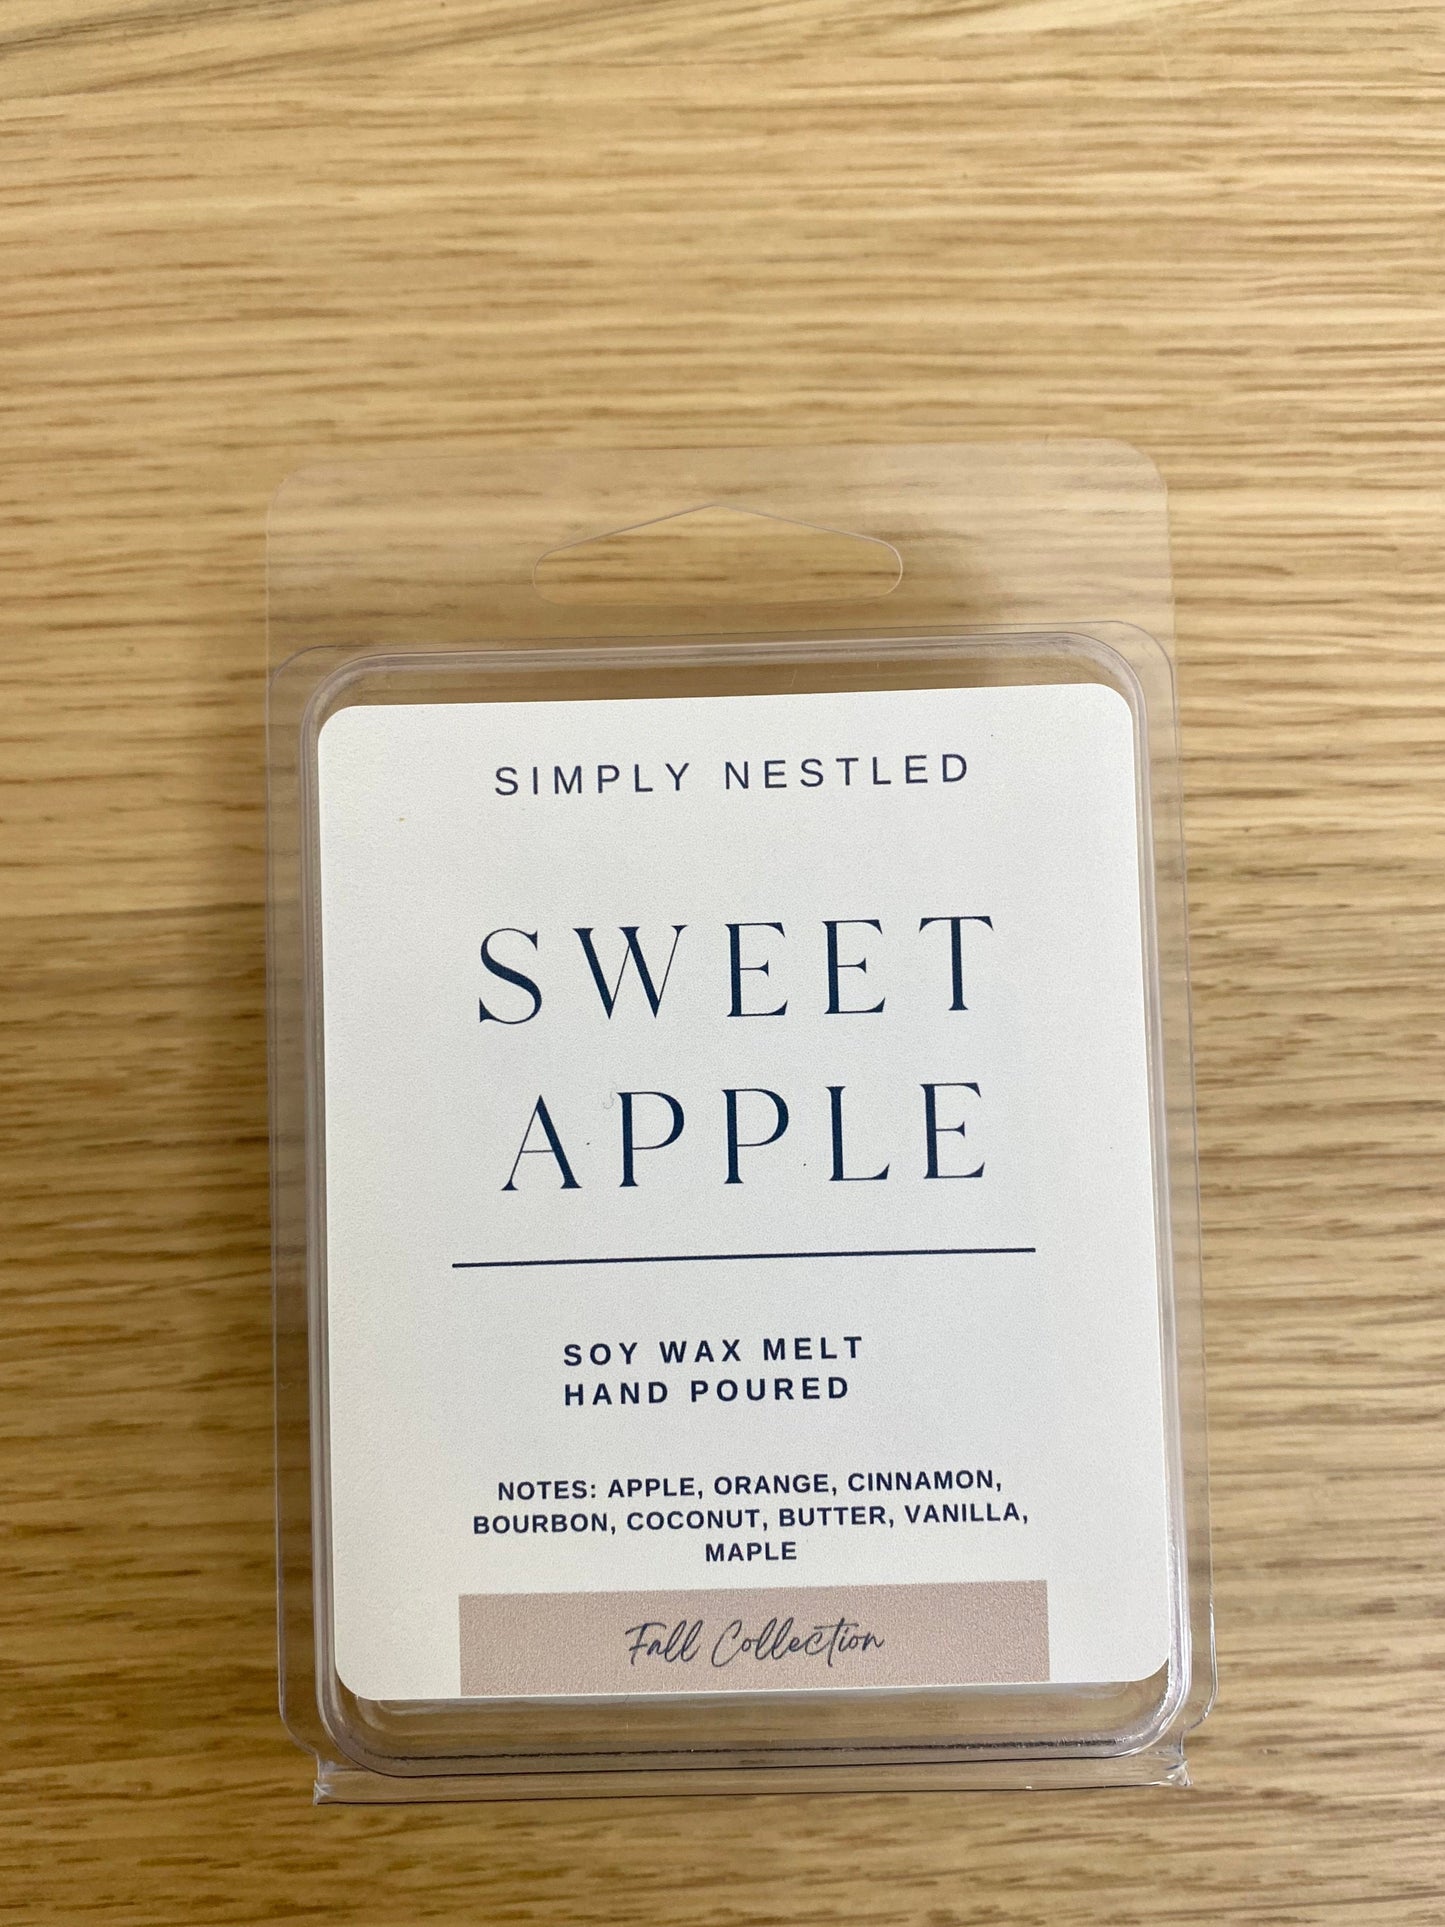 SIMPLY NESTLED
SWEET
APPLE
SOY WAX MELT
HAND POURED
NOTES: APPLE, ORANGE, CINNAMON,
BOURBON, COCONUT, BUTTER, VANILLA,
MAPLE
Fall Collection